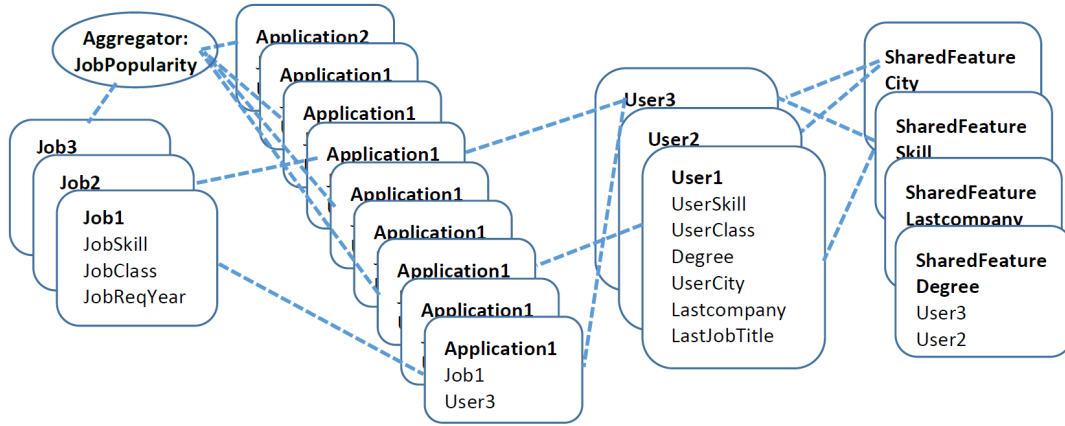 Aggregator:
JobPopularity
Job3
Job2
Job1
JobSkill
JobClass
JobReqYear
Application2
Application1
Application1
Application1
Application1
Application1
Application1
Application1
Application1
Job1
User3
User3
User2
User1
UserSkill
UserClass
Degree
UserCity
Lastcompany
LastJobTitle
SharedFeature
City
SharedFeature
Skill
SharedFeature
Lastcompany
SharedFeature
Degree
User3
User2